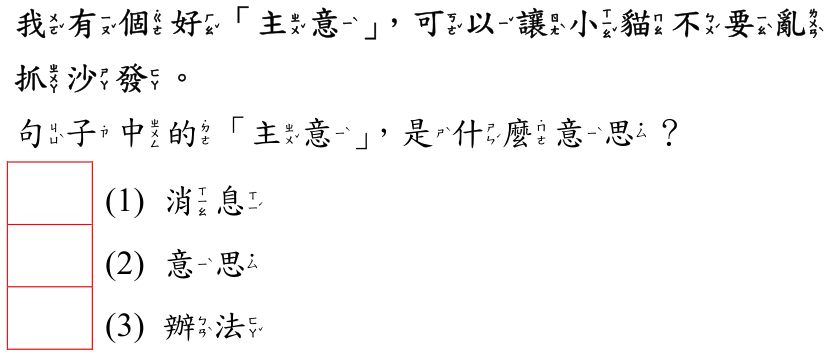 我有個好「主意」，可以讓小貓不要亂
抓沙發。
句子中的「主意」，是什麼意思？
(1) 消息
(2) 意思
(3) 辦法